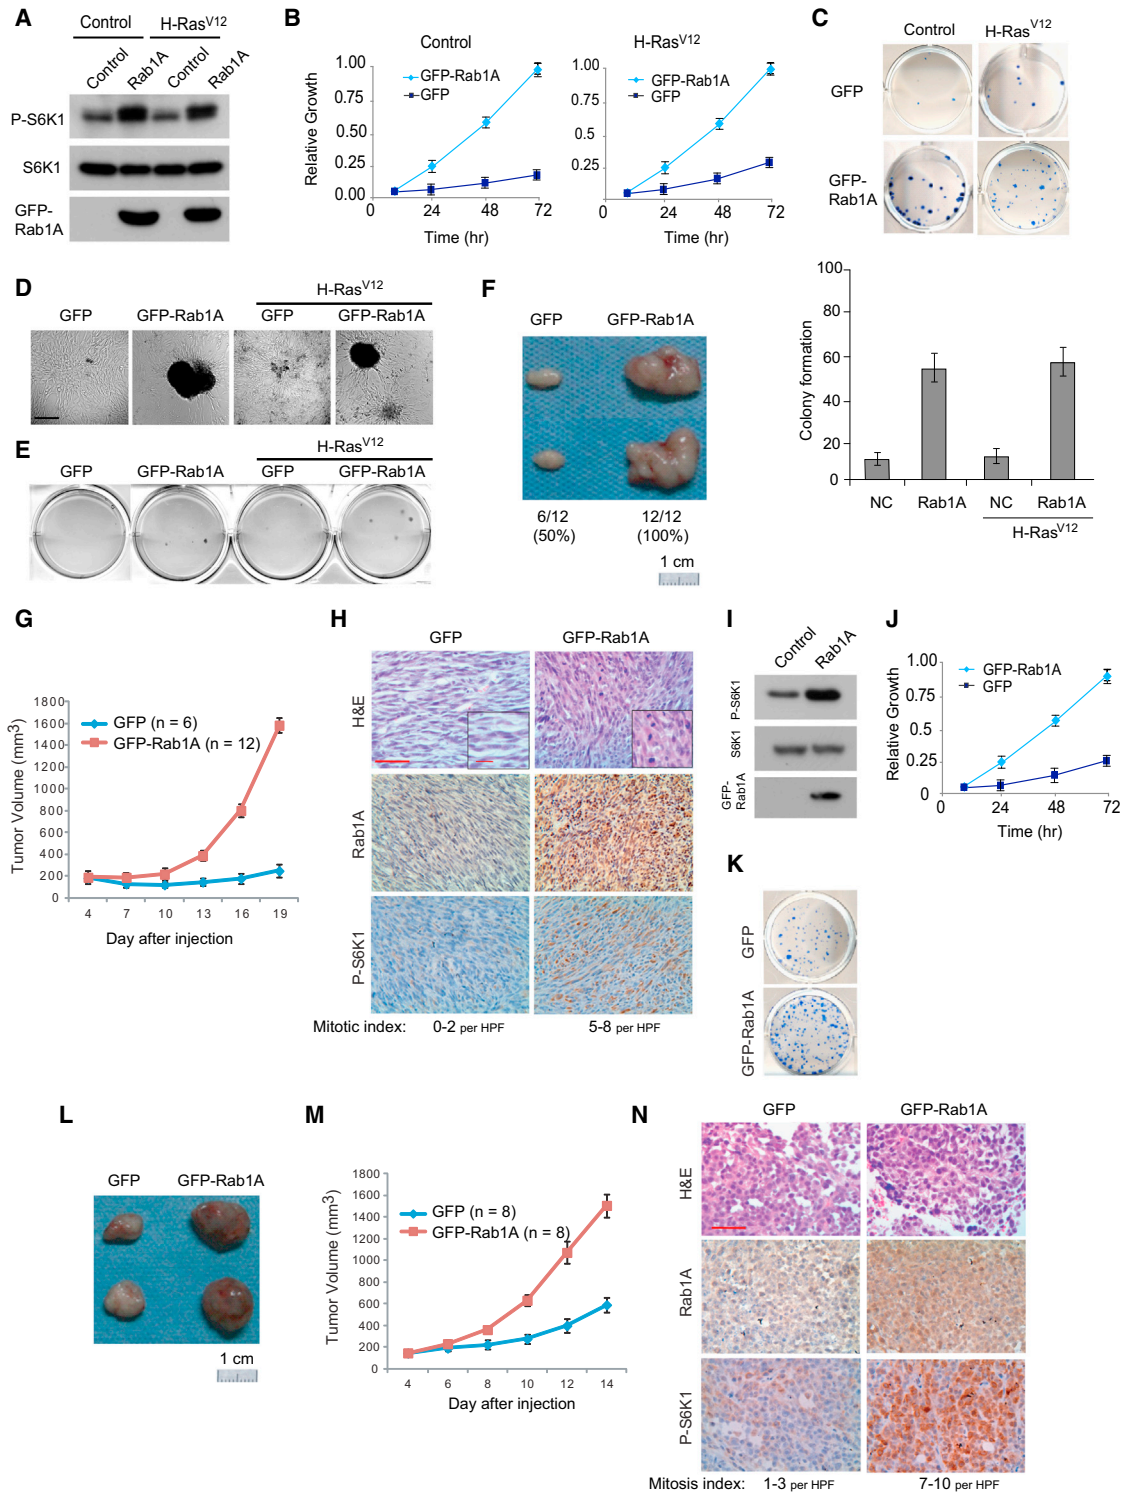 A
Control
H-RasV12
Control
Rab1A
Control
Rab1A
P-S6K1
S6K1
GFP-
Rab1A
B
Control
H-RasV12
Relative Growth
1.00
0.75
0.50
0.25
0.00
0
24
48
72
Time (hr)
GFP-Rab1A
GFP
1.00
0.75
0.5
0.25
0
24
48
72
Time (hr)
GFP-Rab1A
GFP
C
Control
H-RasV12
GFP
GFP-
Rab1A
Colony formation
100
80
60
40
20
0
NC
Rab1A
NC
Rab1A
H-RasV12
D
H-RasV12
GFP
GFP-Rab1A
GFP
GFP-Rab1A
E
H-RasV12
GFP
GFP-Rab1A
GFP
GFP-Rab1A
F
GFP
GFP-Rab1A
6/12
(50%)
12/12
(100%)
1 cm
G
Tumor Volume (mm3)
1800
1600
1400
1200
1000
800
600
400
200
0
GFP (n = 6)
GFP-Rab1A (n = 12)
4
7
10
13
16
19
Day after injection
H
GFP
GFP-Rab1A
H&E
Rab1A
P-S6K1
Mitotic index:
0-2 per HPF
5-8 per HPF
I
Control
Rab1A
P-S6K1
S6K1
GFP-
Rab1A
J
Relative Growth
1.00
0.75
0.5
0.25
0
GFP-Rab1A
GFP
0
24
48
72
Time (hr)
K
GFP
GFP-Rab1A
L
GFP
GFP-Rab1A
1 cm
M
Tumor Volume (mm3)
1800
1600
1400
1200
1000
800
600
400
200
0
GFP (n = 8)
GFP-Rab1A (n = 8)
4
6
8
10
12
14
Day after injection
N
GFP
GFP-Rab1A
H&E
Rab1A
P-S6K1
Mitosis index:
1-3 per HPF
7-10 per HPF